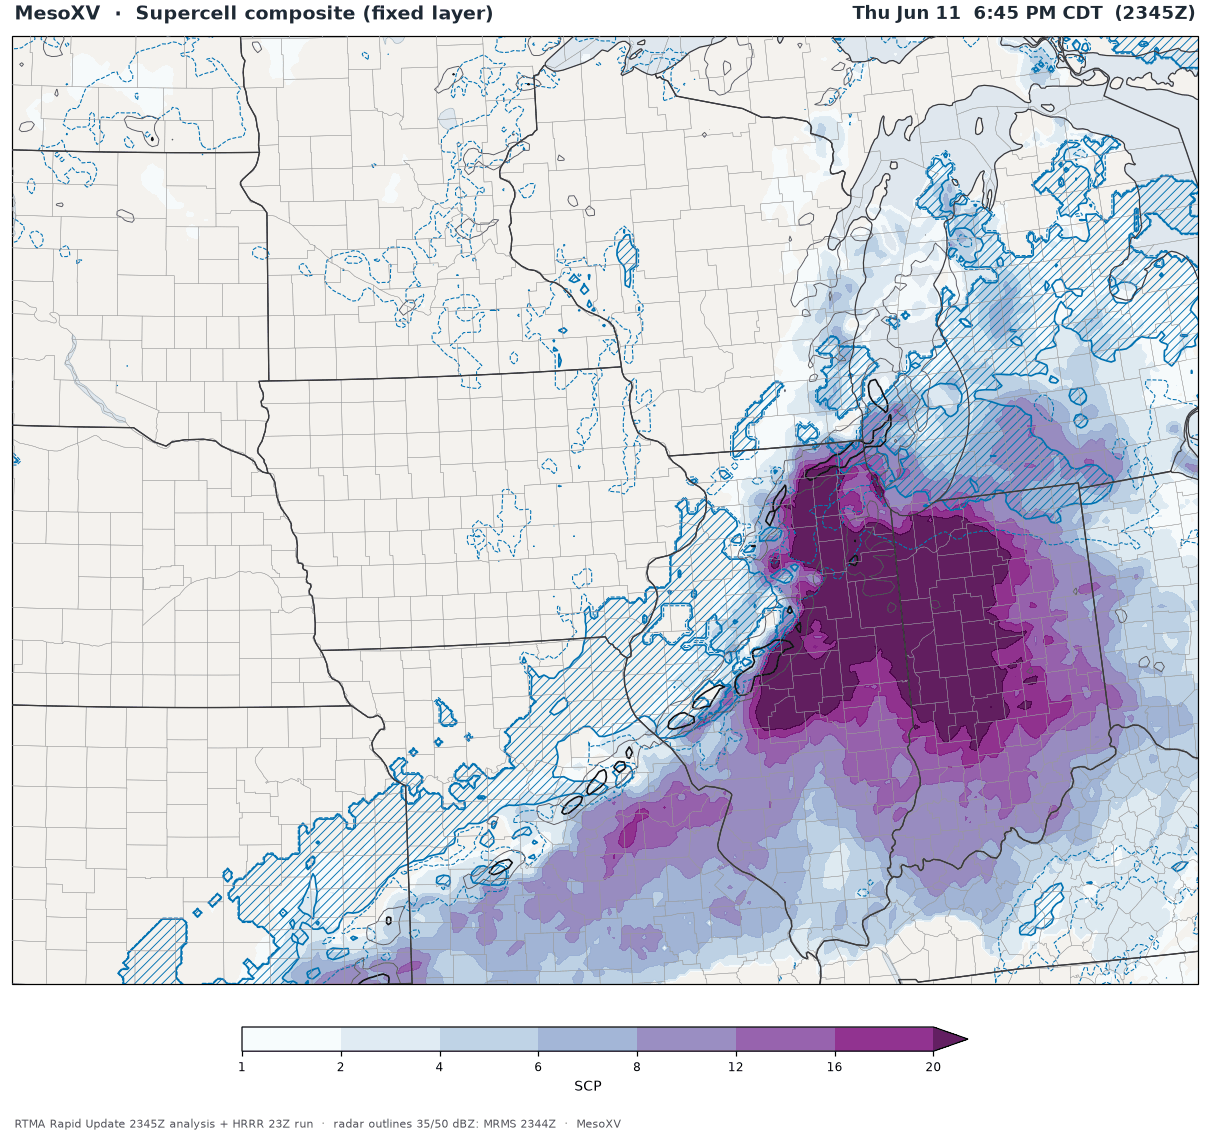 MesoXV · Supercell composite (fixed layer)
Thu Jun 11 6:45 PM CDT (2345Z)
1 2 4 6 8 12 16 20
SCP
RTMA Rapid Update 2345Z analysis + HRRR 23Z run · radar outlines 35/50 dBZ: MRMS 2344Z · MesoXV